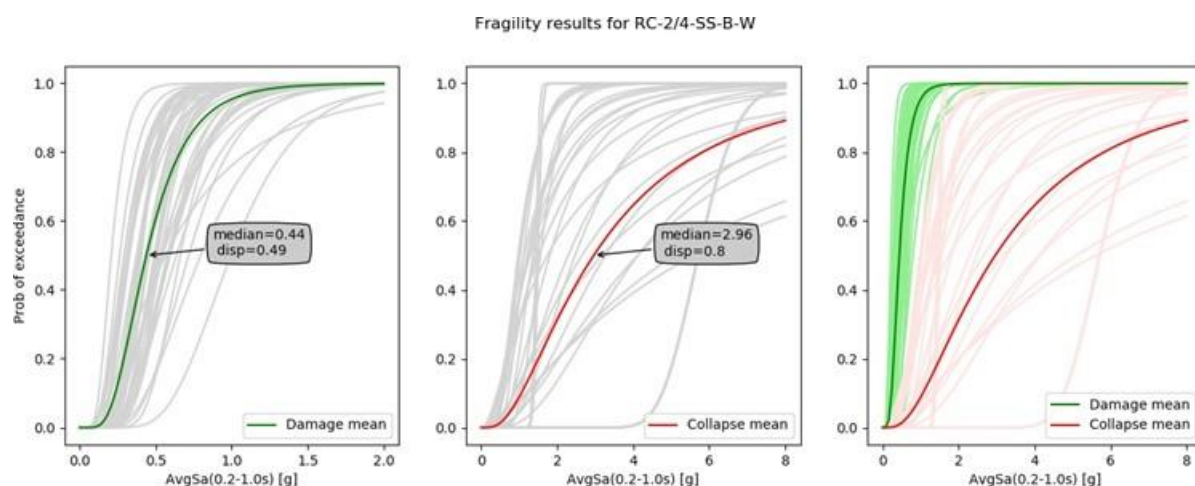 Fragility results for RC-2/4-SS-B-W
Prob of exceedance
1.0
0.8
0.6
0.4
0.2
0.0
median=0.44
disp=0.49
Damage mean
0.0 0.5 1.0 1.5 2.0
AvgSa(0.2-1.0s) [g]
1.0
0.8
0.6
0.4
0.2
0.0
median=2.96
disp=0.8
Collapse mean
0 2 4 6 8
AvgSa(0.2-1.0s) [g]
1.0
0.8
0.6
0.4
0.2
0.0
Damage mean
Collapse mean
0 2 4 6 8
AvgSa(0.2-1.0s) [g]